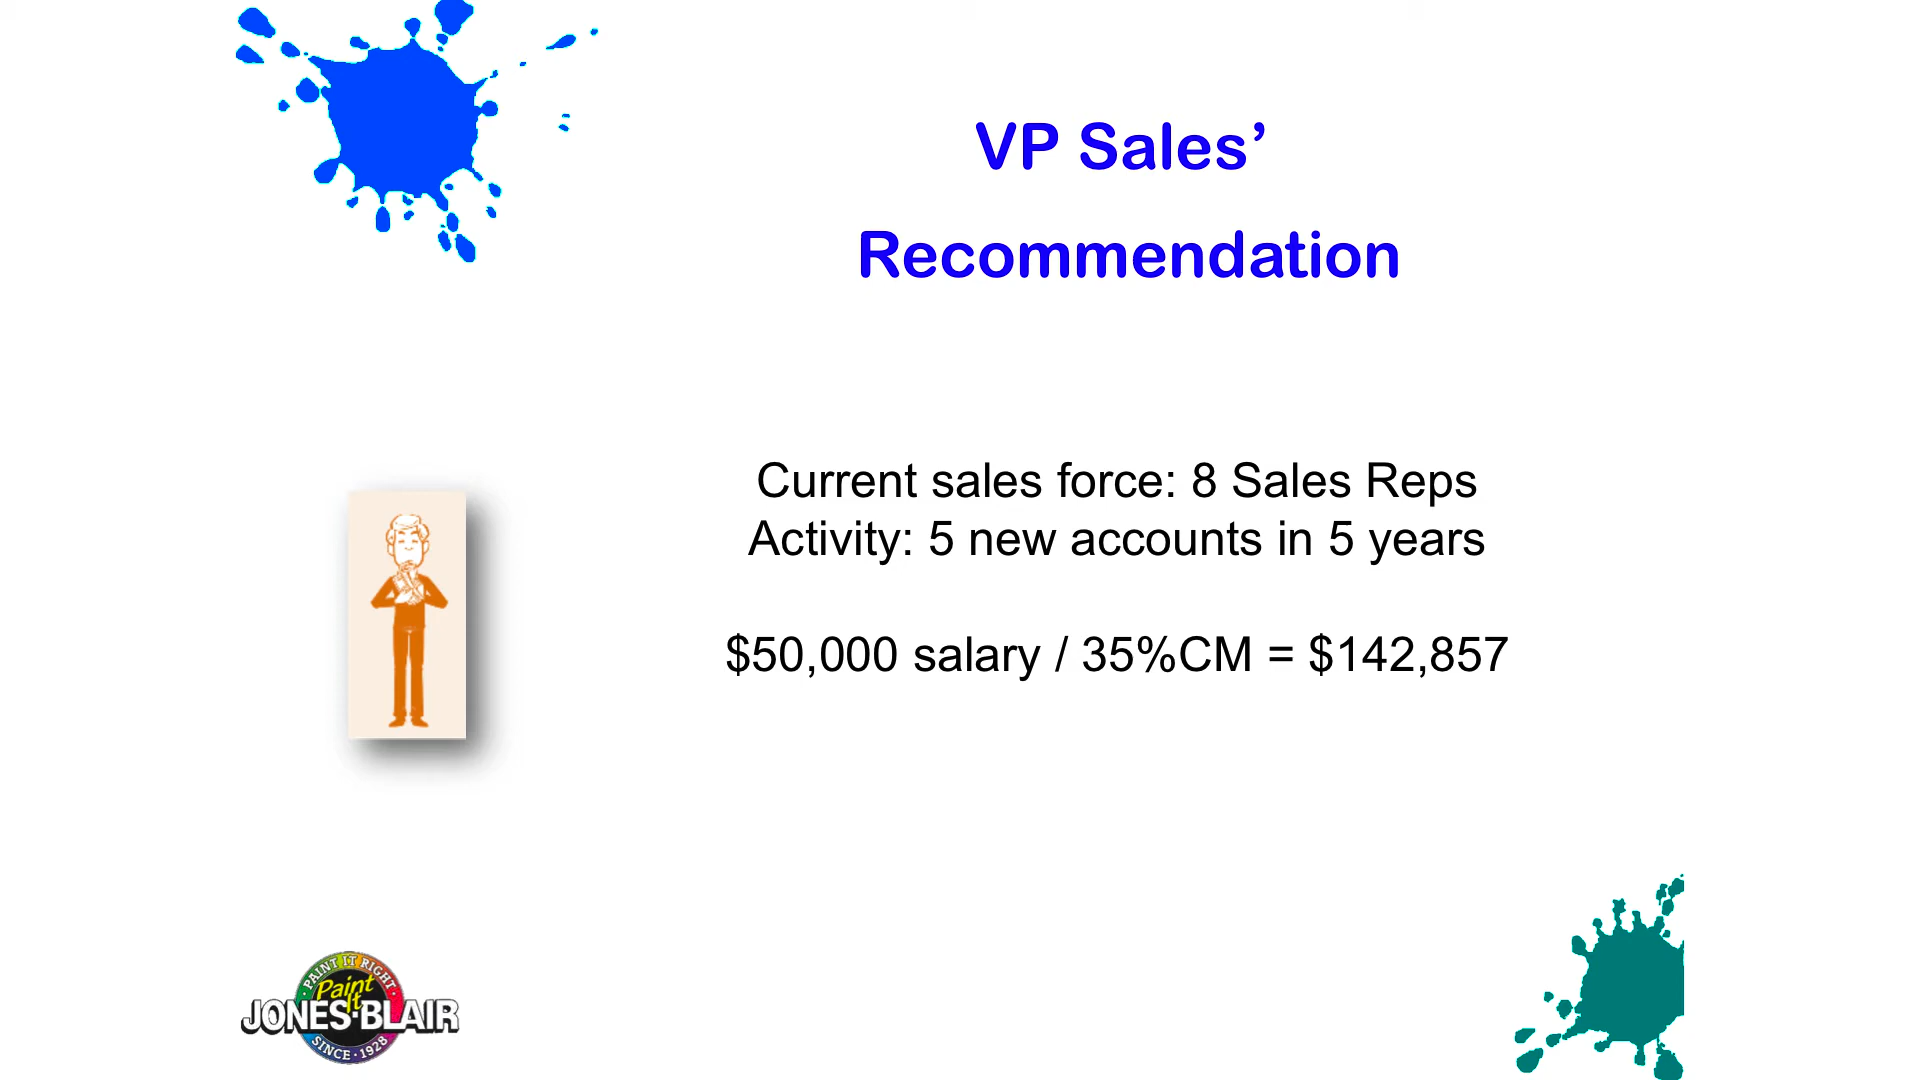 VP Sales’
Recommendation
Current sales force: 8 Sales Reps
Activity: 5 new accounts in 5 years
$50,000 salary / 35%CM = $142,857
PAINT IT RIGHT
Paint
It
JONES·BLAIR
SINCE · 1928